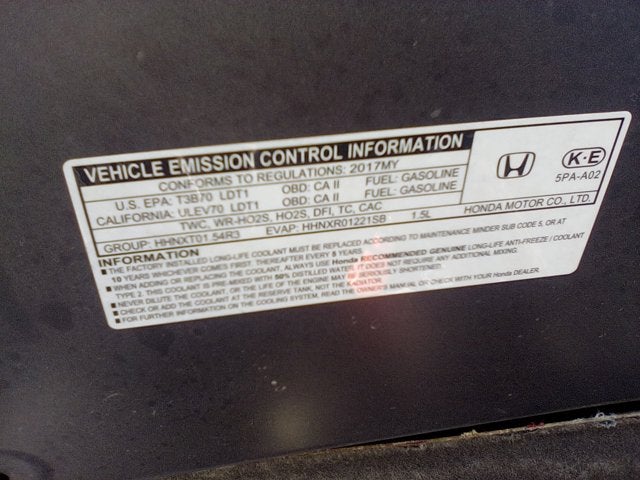 VEHICLE EMISSION CONTROL INFORMATION
CONFORMS TO REGULATIONS: 2017MY
U.S. EPA: T3B70 LDT1 OBD: CA II FUEL: GASOLINE
CALIFORNIA: ULEV70 LDT1 OBD: CA II FUEL: GASOLINE
TWC, WR-HO2S, HO2S, DFI, TC, CAC
GROUP: HHNXT01.54R3 EVAP: HHNXR01221SB 1.5L
K-E
5PA-A02
HONDA MOTOR CO., LTD.
INFORMATION
■ THE FACTORY INSTALLED LONG-LIFE COOLANT MUST BE REPLACED ACCORDING TO MAINTENANCE MINDER SUB CODE 5, OR AT
10 YEARS WHICHEVER COMES FIRST THEREAFTER EVERY 5 YEARS.
■ WHEN ADDING OR REPLACING THE COOLANT, ALWAYS USE Honda RECOMMENDED GENUINE LONG-LIFE ANTI-FREEZE / COOLANT
TYPE 2. THIS COOLANT IS PRE-MIXED WITH 50% DISTILLED WATER. IT DOES NOT REQUIRE ANY ADDITIONAL MIXING.
■ NEVER DILUTE THE COOLANT, OR THE LIFE OF THE ENGINE MAY BE SERIOUSLY SHORTENED.
■ CHECK OR ADD THE COOLANT AT THE RESERVE TANK, NOT THE RADIATOR.
■ FOR FURTHER INFORMATION ON THE COOLING SYSTEM, READ THE OWNER'S MANUAL OR CHECK WITH YOUR Honda DEALER.